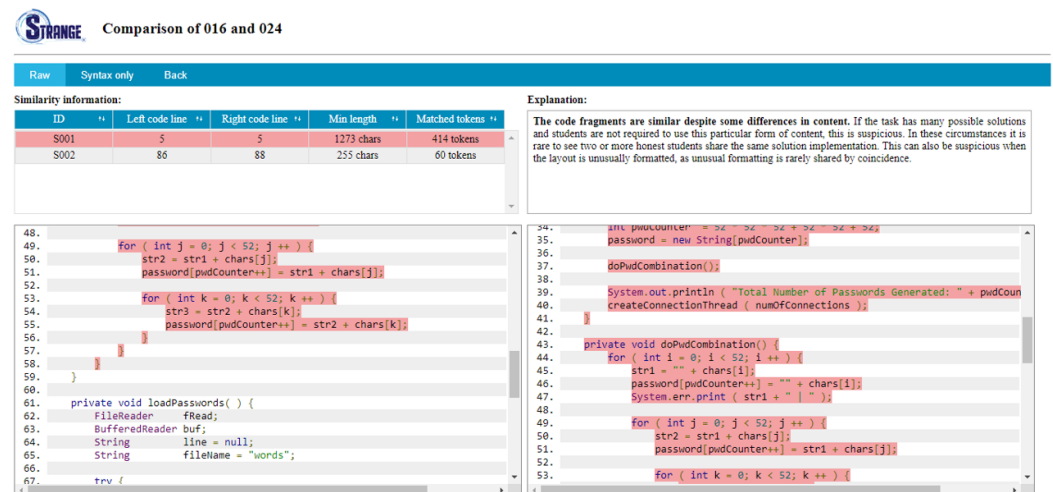 STRANGE
Comparison of 016 and 024
Raw Syntax only Back
Similarity information:
ID Left code line Right code line Min length Matched tokens
S001 5 5 1273 chars 414 tokens
S002 86 88 255 chars 60 tokens
Explanation:
The code fragments are similar despite some differences in content. If the task has many possible solutions
and students are not required to use this particular form of content, this is suspicious. In these circumstances it is
rare to see two or more honest students share the same solution implementation. This can also be suspicious when
the layout is unusually formatted, as unusual formatting is rarely shared by coincidence.
48.
49. for ( int j = 0; j < 52; j ++ ) {
50. str2 = str1 + chars[j];
51. password[pwdCounter++] = str1 + chars[j];
52.
53. for ( int k = 0; k < 52; k ++ ) {
54. str3 = str2 + chars[k];
55. password[pwdCounter++] = str2 + chars[k];
56. }
57. }
58. }
59. }
60.
61. private void loadPasswords( ) {
62. FileReader fRead;
63. BufferedReader buf;
64. String line = null;
65. String fileName = "words";
66.
67. try {
34. int pwdCounter = 52 * 52 * 52 + 52 * 52 + 52;
35. password = new String[pwdCounter];
36.
37. doPwdCombination();
38.
39. System.out.println ( "Total Number of Passwords Generated: " + pwdCoun
40. createConnectionThread ( numOfConnections );
41. }
42.
43. private void doPwdCombination() {
44. for ( int i = 0; i < 52; i ++ ) {
45. str1 = "" + chars[i];
46. password[pwdCounter++] = "" + chars[i];
47. System.err.print ( str1 + " | " );
48.
49. for ( int j = 0; j < 52; j ++ ) {
50. str2 = str1 + chars[j];
51. password[pwdCounter++] = str1 + chars[j];
52.
53. for ( int k = 0; k < 52; k ++ ) {